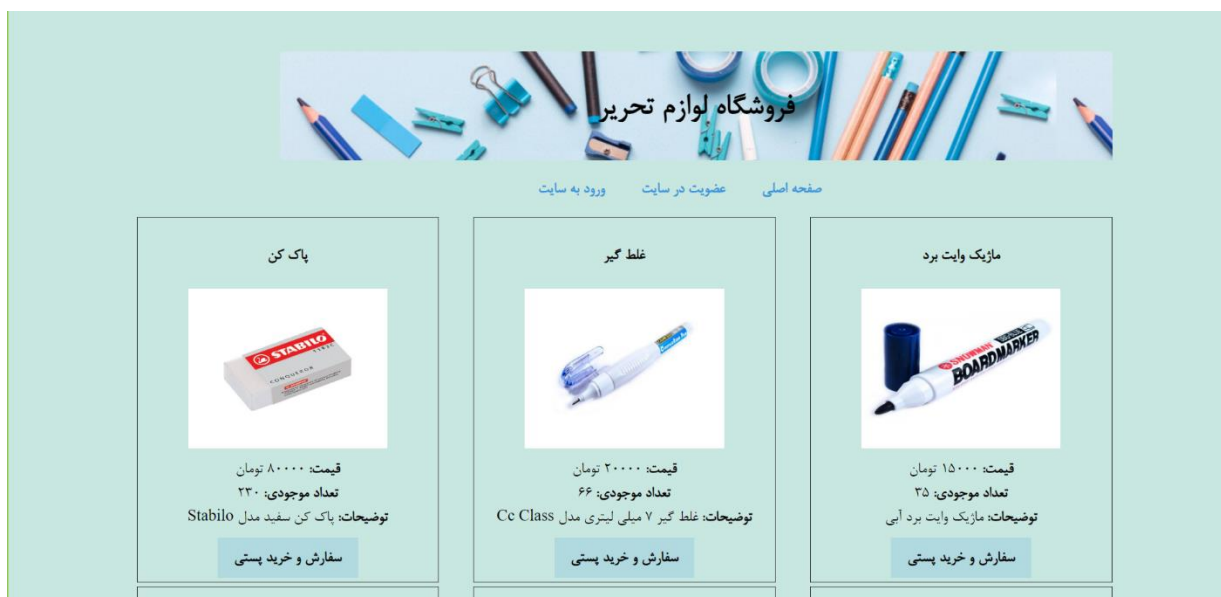 فروشگاه لوازم تحریر
صفحه اصلی
عضویت در سایت
ورود به سایت
ماژیک وایت برد
SNOWMAN
BOARDMARKER
قیمت: ۱۵۰۰۰ تومان
تعداد موجودی: ۳۵
توضیحات: ماژیک وایت برد آبی
سفارش و خرید پستی
غلط گیر
قیمت: ۲۰۰۰۰ تومان
تعداد موجودی: ۶۶
توضیحات: غلط گیر ۷ میلی لیتری مدل Cc Class
سفارش و خرید پستی
پاک کن
STABILO
CONQUEROR
قیمت: ۸۰۰۰۰ تومان
تعداد موجودی: ۲۳۰
توضیحات: پاک کن سفید مدل Stabilo
سفارش و خرید پستی